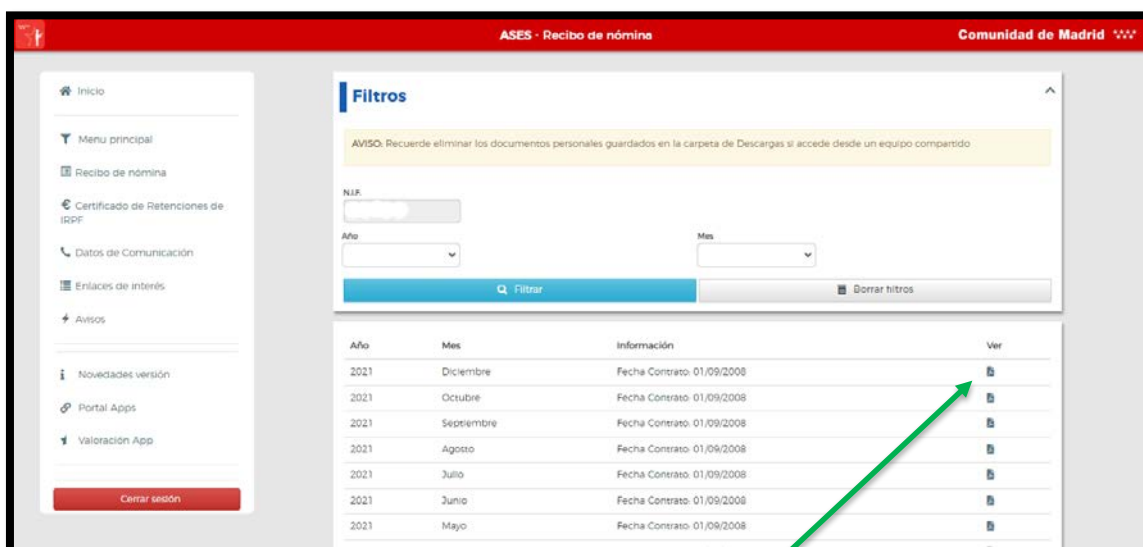 ASES - Recibo de nómina
Comunidad de Madrid
Inicio
Menu principal
Recibo de nómina
Certificado de Retenciones de
IRPF
Datos de Comunicación
Enlaces de interés
Avisos
Novedades versión
Portal Apps
Valoración App
Cerrar sesión
Filtros
AVISO: Recuerde eliminar los documentos personales guardados en la carpeta de Descargas si accede desde un equipo compartido
N.I.F.
Año Mes
Filtrar Borrar filtros
Año Mes Información Ver
2021 Diciembre Fecha Contrato: 01/09/2008
2021 Octubre Fecha Contrato: 01/09/2008
2021 Septiembre Fecha Contrato: 01/09/2008
2021 Agosto Fecha Contrato: 01/09/2008
2021 Julio Fecha Contrato: 01/09/2008
2021 Junio Fecha Contrato: 01/09/2008
2021 Mayo Fecha Contrato: 01/09/2008